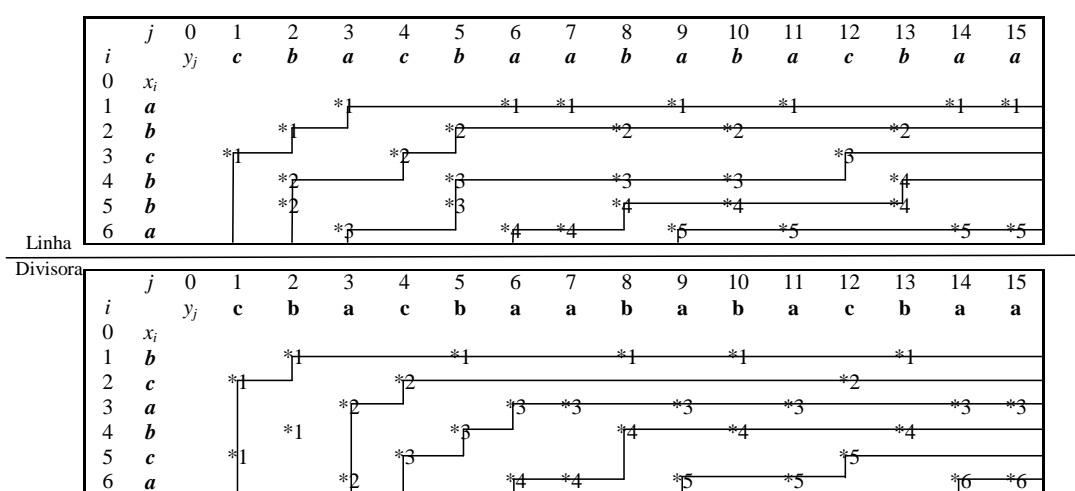 j 0 1 2 3 4 5 6 7 8 9 10 11 12 13 14 15
i yj c b a c b a a b a b a c b a a
0 xi
1 a *1 *1 *1 *1 *1 *1 *1
2 b *1 *2 *2 *2 *2
3 c *1 *2 *3
4 b *2 *3 *3 *3 *4
5 b *2 *3 *4 *4 *4
6 a *3 *4 *4 *5 *5 *5 *5
Linha
Divisora
j 0 1 2 3 4 5 6 7 8 9 10 11 12 13 14 15
i yj c b a c b a a b a b a c b a a
0 xi
1 b *1 *1 *1 *1 *1
2 c *1 *2 *2
3 a *2 *3 *3 *3 *3 *3 *3
4 b *1 *3 *4 *4 *4
5 c *1 *3 *5
6 a *2 *4 *4 *5 *5 *6 *6